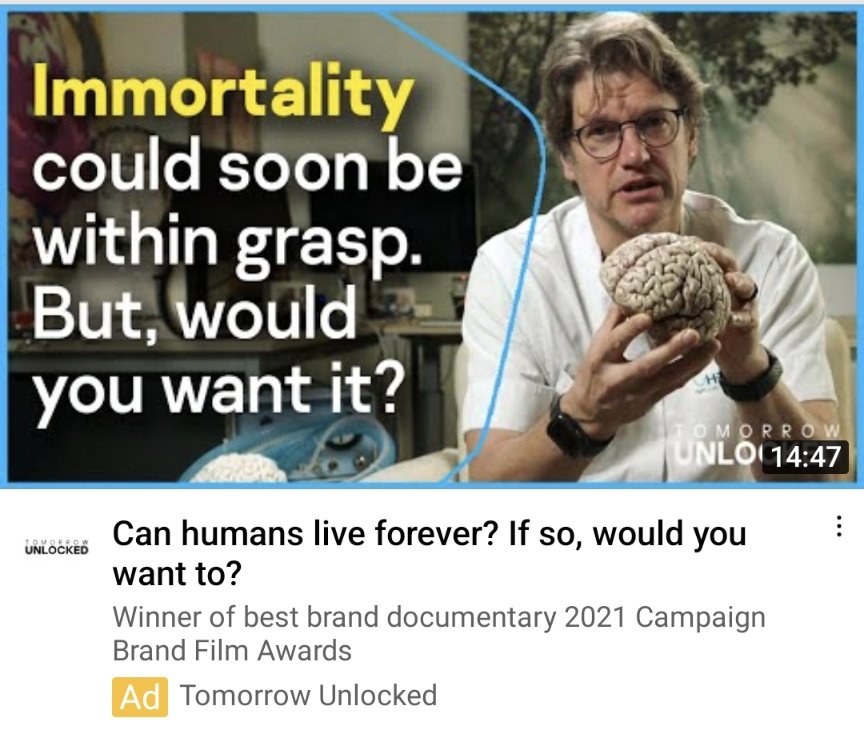 Immortality
could soon be
within grasp.
But, would
you want it?
TOMORROW
14:47
TOMORROW
UNLOCKED
Can humans live forever? If so, would you
want to?
Winner of best brand documentary 2021 Campaign
Brand Film Awards
Ad Tomorrow Unlocked